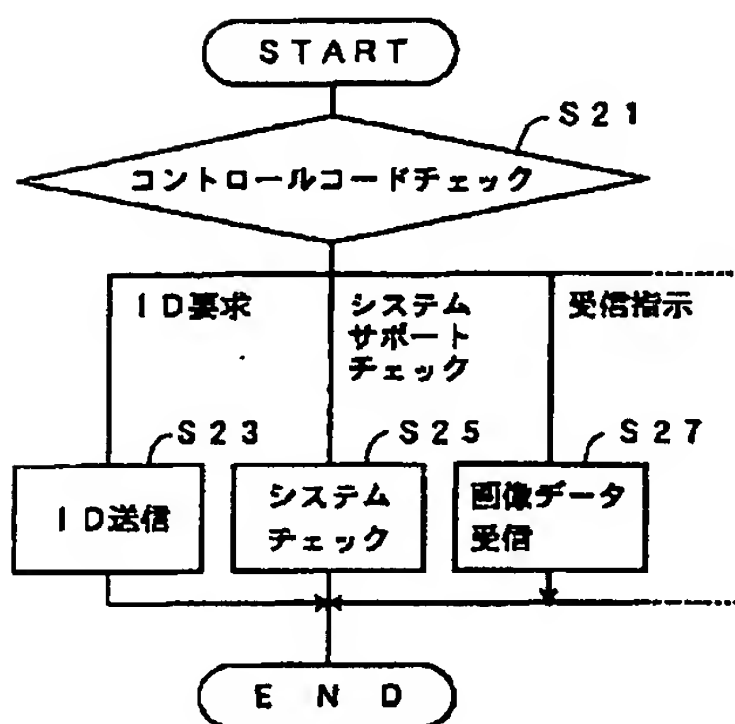 START
S21
コントロールコードチェック
ID要求
システム
サポート
チェック
受信指示
S23
S25
S27
ID送信
システム
チェック
画像データ
受信
END